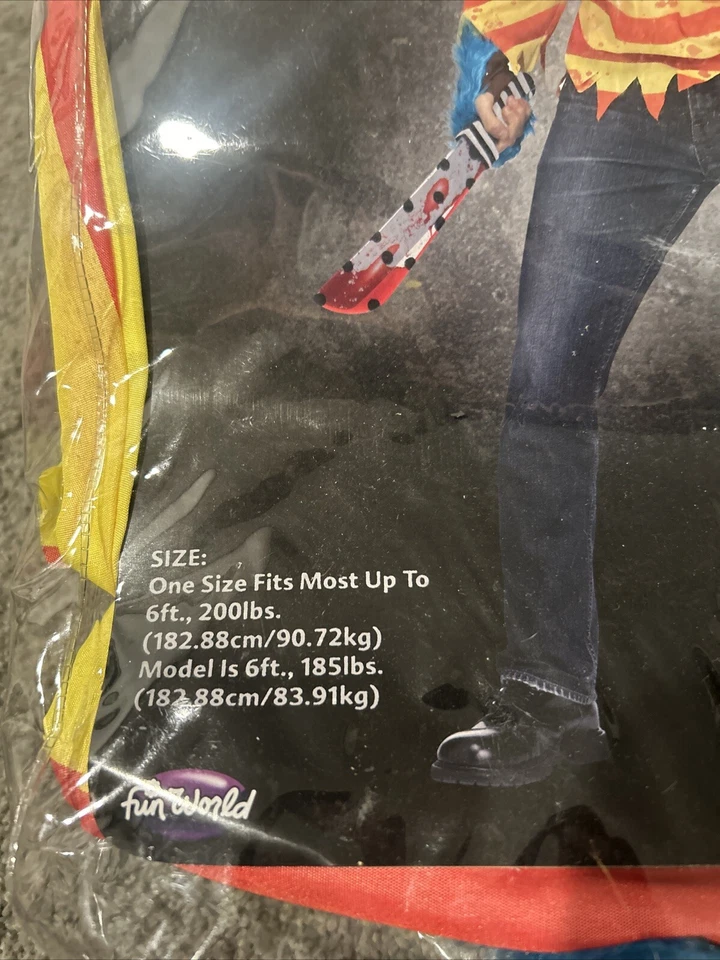 SIZE:
One Size Fits Most Up To
6ft., 200lbs.
(182.88cm/90.72kg)
Model Is 6ft., 185lbs.
(182.88cm/83.91kg)
fun world